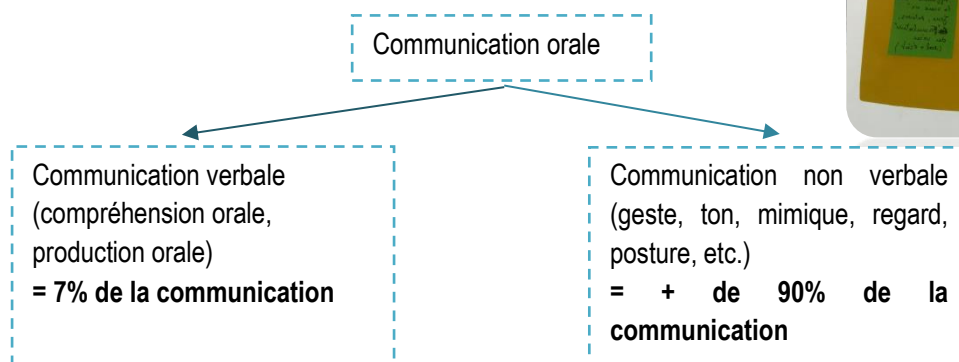 Communication orale
Communication verbale
(compréhension orale,
production orale)
= 7% de la communication
Communication non verbale
(geste, ton, mimique, regard,
posture, etc.)
= + de 90% de la
communication